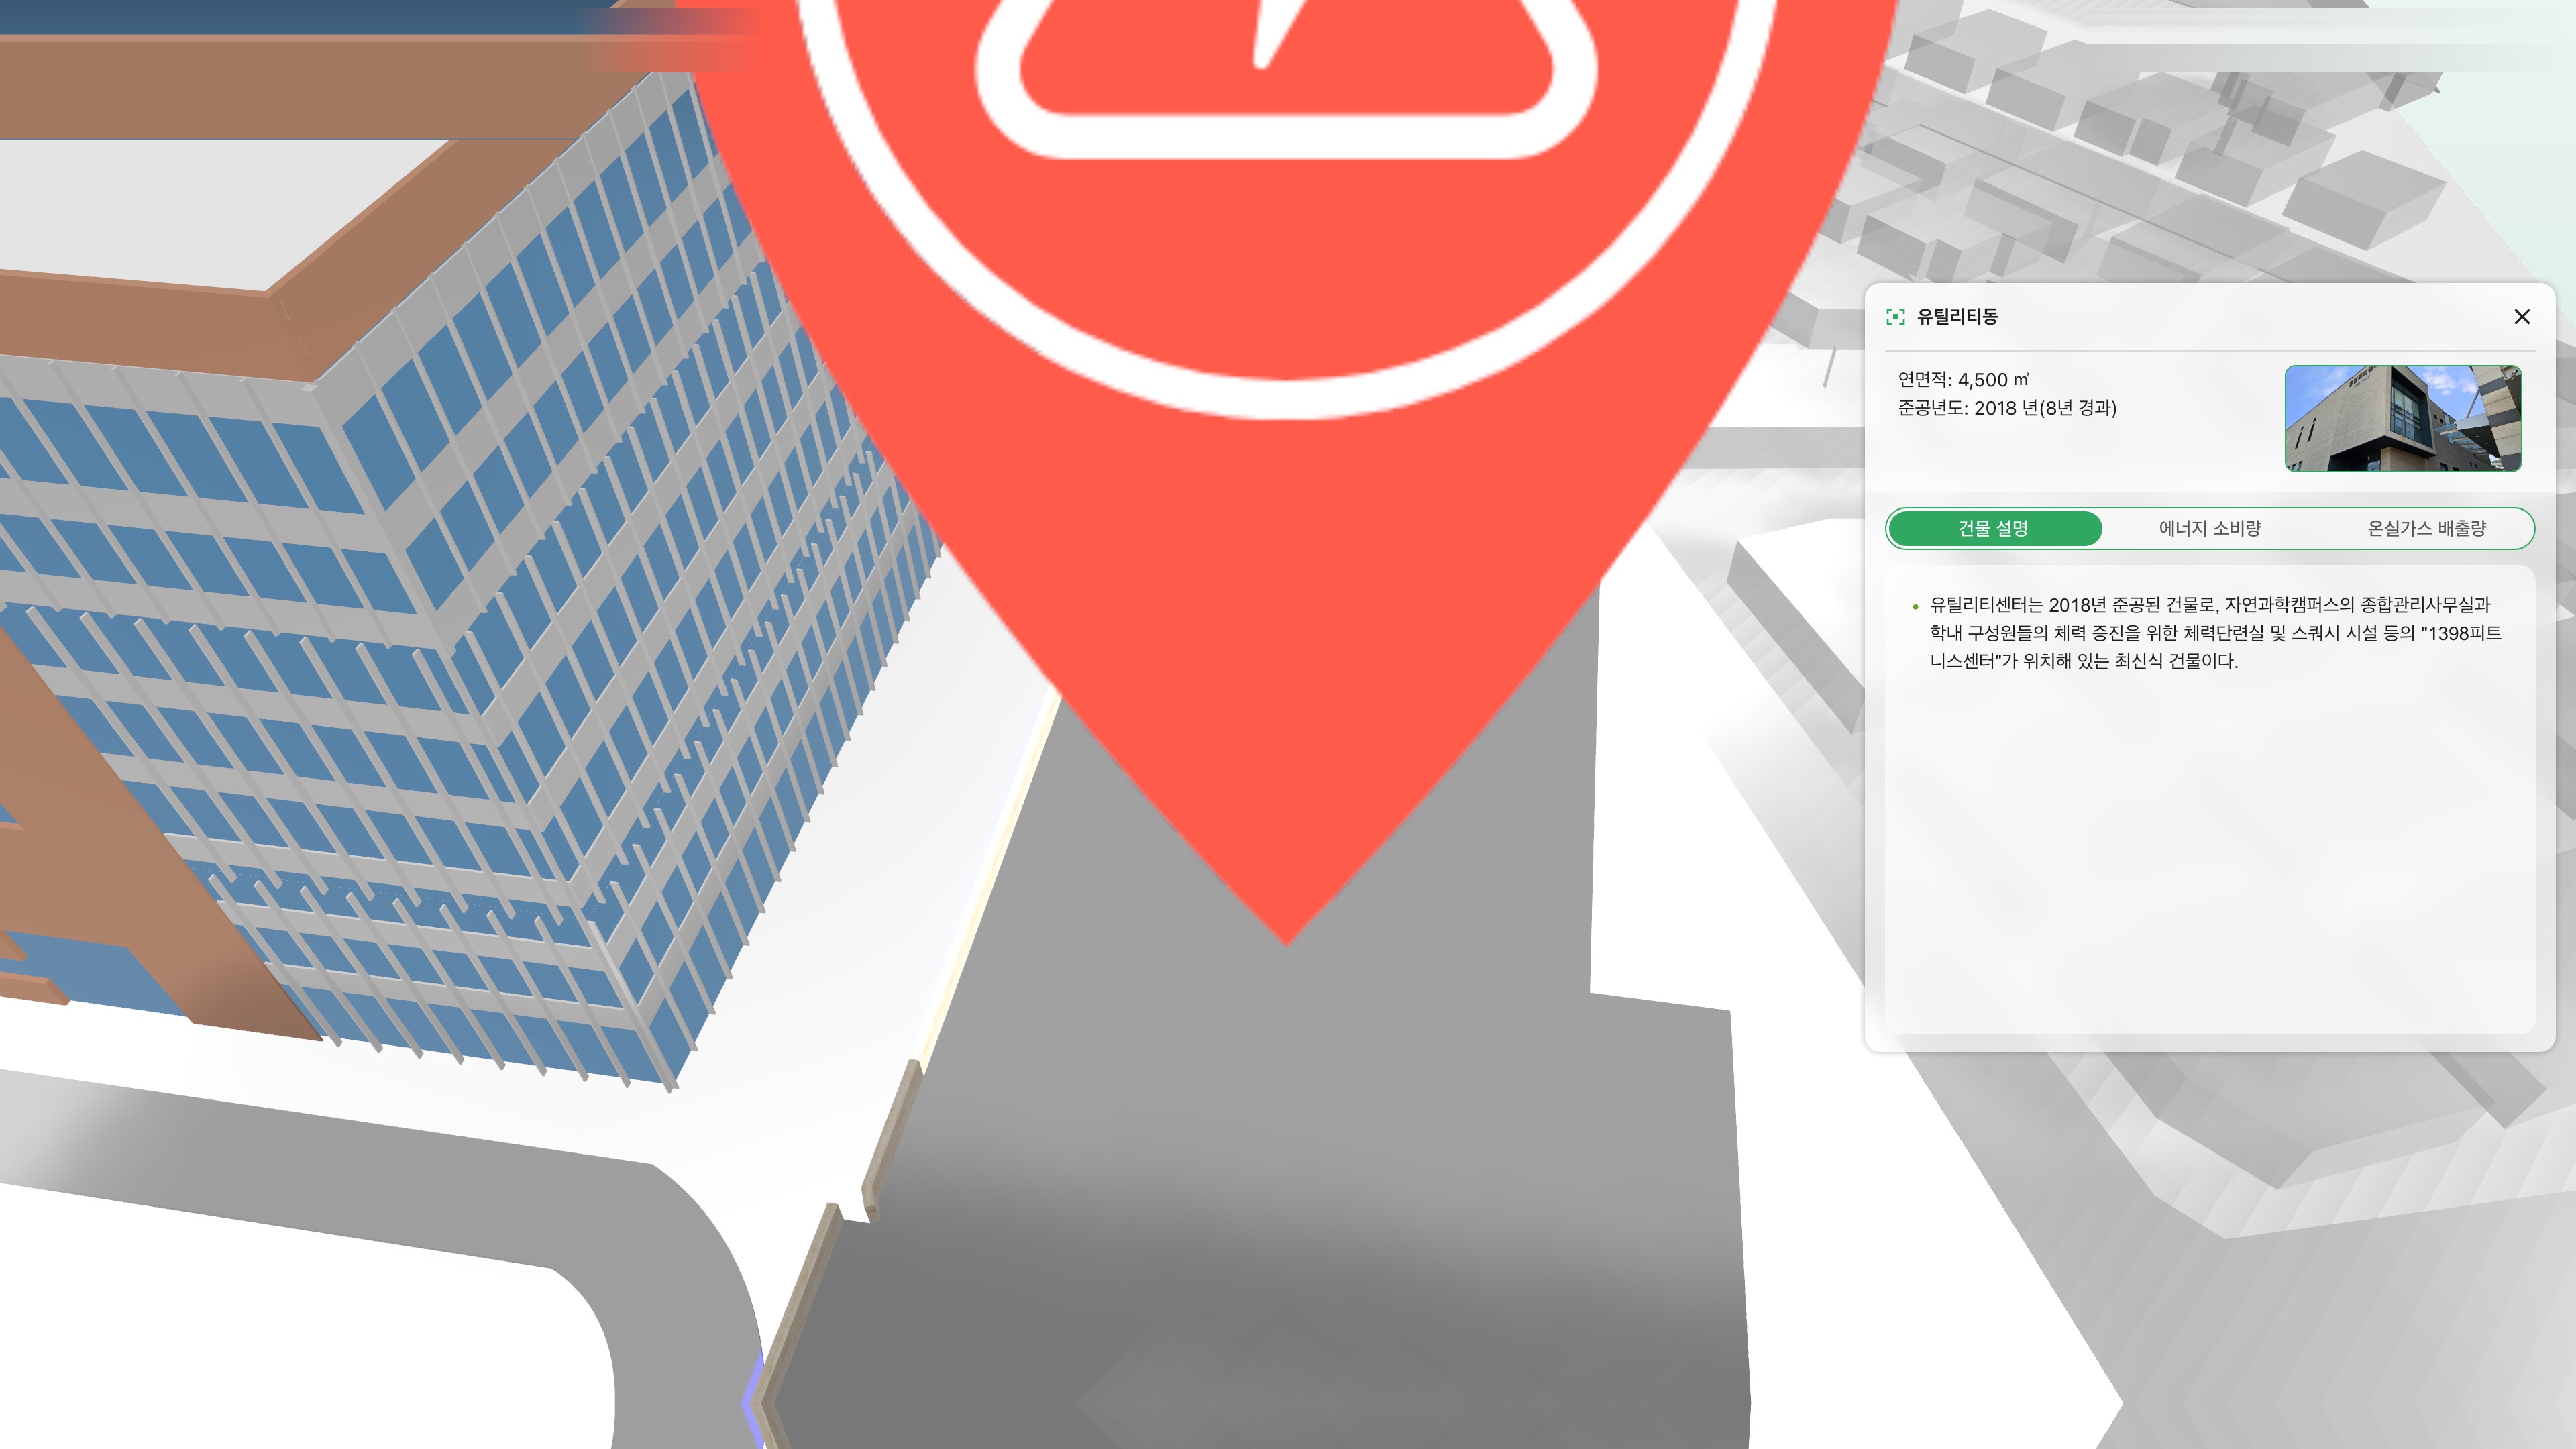 유틸리티동
연면적: 4,500 ㎡
준공년도: 2018 년(8년 경과)
건물 설명
에너지 소비량
온실가스 배출량
• 유틸리티센터는 2018년 준공된 건물로, 자연과학캠퍼스의 종합관리사무실과
학내 구성원들의 체력 증진을 위한 체력단련실 및 스쿼시 시설 등의 "1398피트
니스센터"가 위치해 있는 최신식 건물이다.